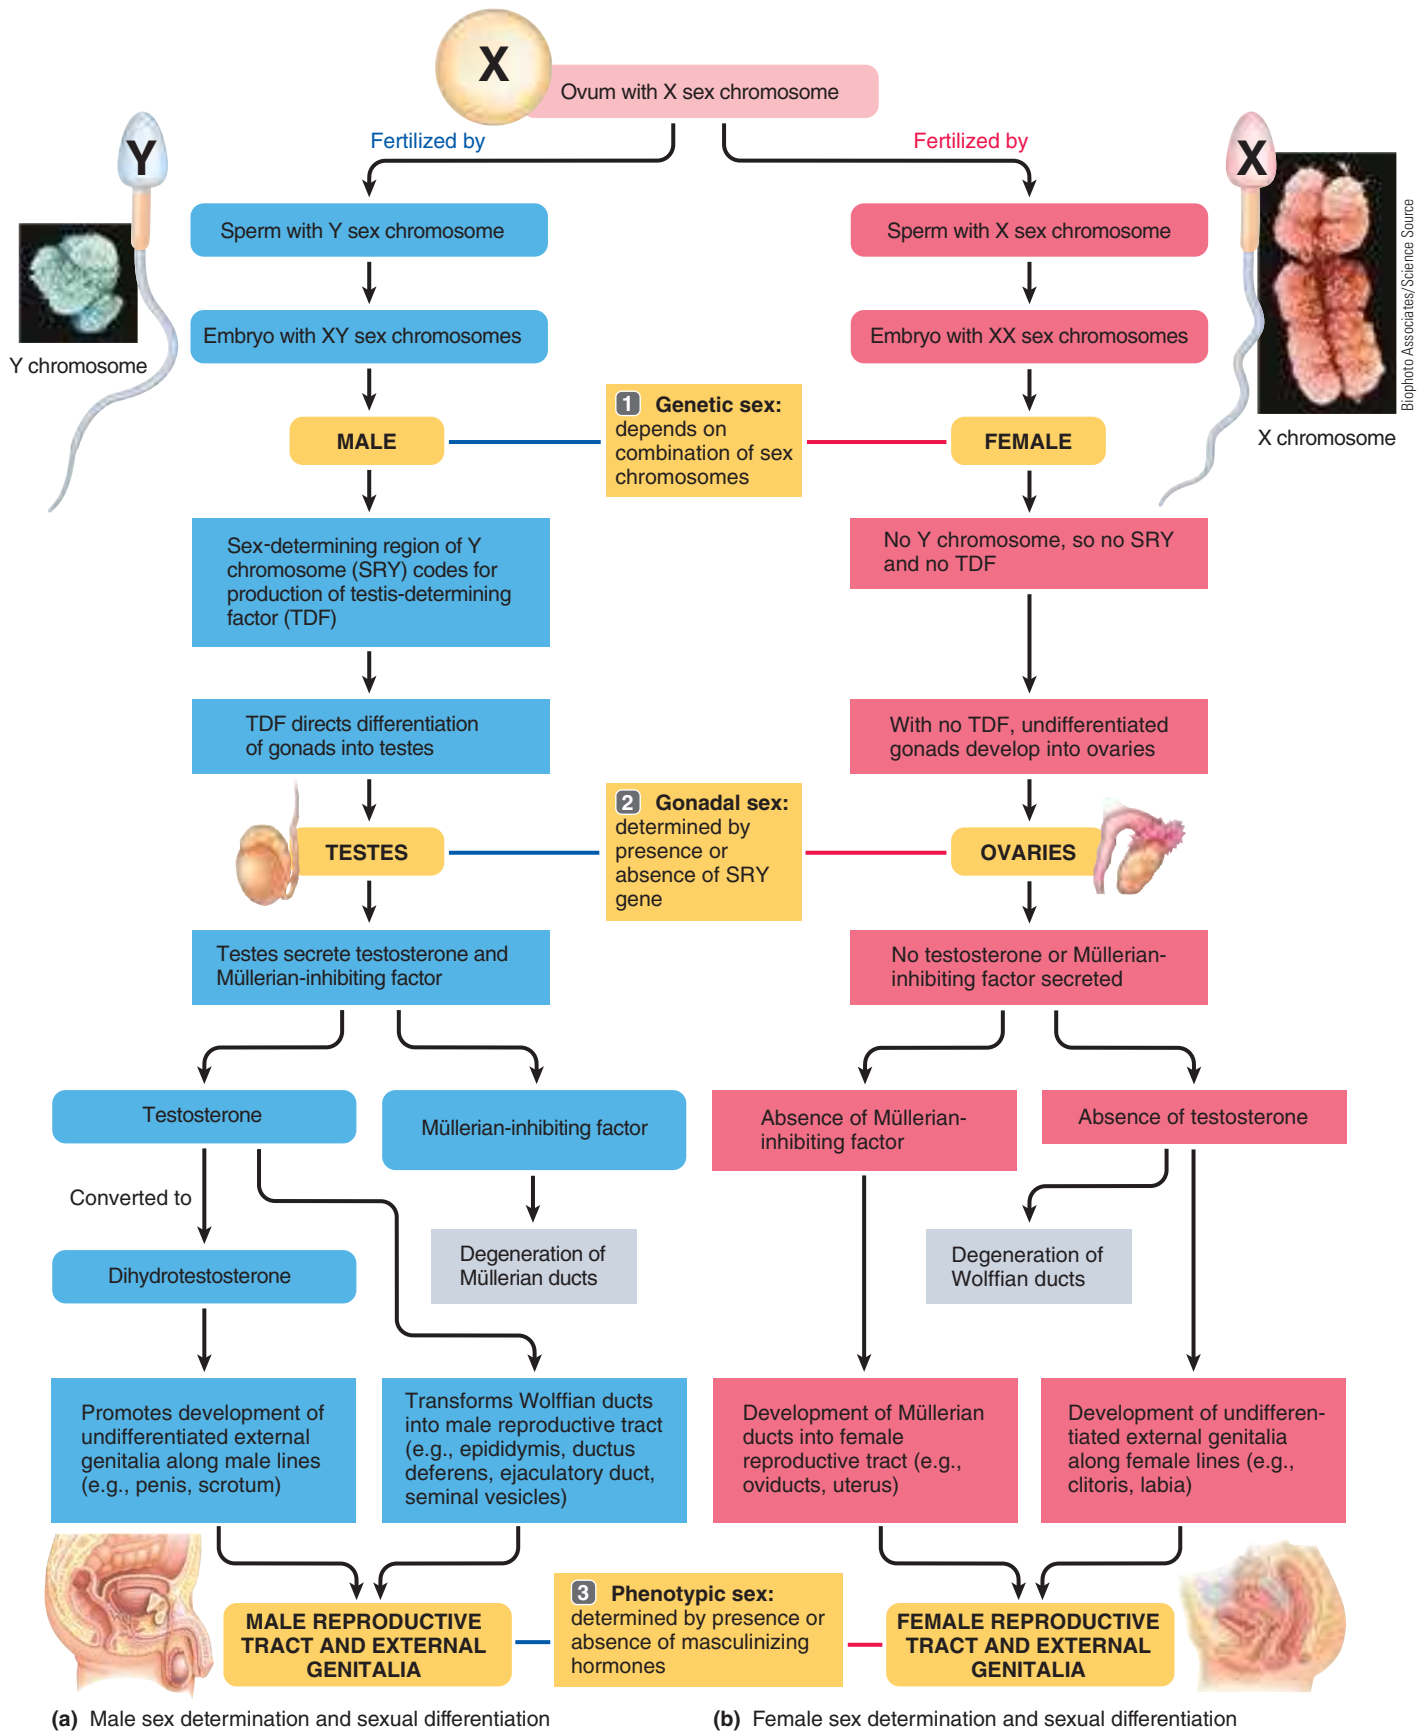 X
Ovum with X sex chromosome
Fertilized by
Fertilized by
Y
X
Sperm with Y sex chromosome
Sperm with X sex chromosome
Embryo with XY sex chromosomes
Embryo with XX sex chromosomes
Y chromosome
X chromosome
Biophoto Associates/Science Source
MALE
1 Genetic sex:
depends on
combination of sex
chromosomes
FEMALE
Sex-determining region of Y
chromosome (SRY) codes for
production of testis-determining
factor (TDF)
No Y chromosome, so no SRY
and no TDF
TDF directs differentiation
of gonads into testes
With no TDF, undifferentiated
gonads develop into ovaries
TESTES
2 Gonadal sex:
determined by
presence or
absence of SRY
gene
OVARIES
Testes secrete testosterone and
Müllerian-inhibiting factor
No testosterone or Müllerian-
inhibiting factor secreted
Testosterone
Müllerian-inhibiting factor
Absence of Müllerian-
inhibiting factor
Absence of testosterone
Converted to
Dihydrotestosterone
Degeneration of
Müllerian ducts
Degeneration of
Wolffian ducts
Promotes development of
undifferentiated external
genitalia along male lines
(e.g., penis, scrotum)
Transforms Wolffian ducts
into male reproductive tract
(e.g., epididymis, ductus
deferens, ejaculatory duct,
seminal vesicles)
Development of Müllerian
ducts into female
reproductive tract (e.g.,
oviducts, uterus)
Development of undifferen-
tiated external genitalia
along female lines (e.g.,
clitoris, labia)
MALE REPRODUCTIVE
TRACT AND EXTERNAL
GENITALIA
3 Phenotypic sex:
determined by presence or
absence of masculinizing
hormones
FEMALE REPRODUCTIVE
TRACT AND EXTERNAL
GENITALIA
(a) Male sex determination and sexual differentiation
(b) Female sex determination and sexual differentiation